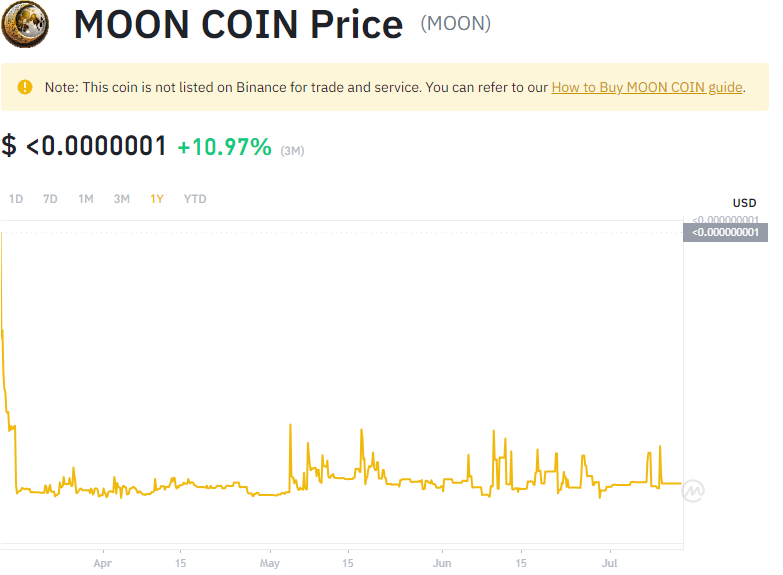 MOON COIN Price (MOON)
Note: This coin is not listed on Binance for trade and service. You can refer to our How to Buy MOON COIN guide.
$ <0.0000001 +10.97% (3M)
1D 7D 1M 3M 1Y YTD
USD
<0.000000001
<0.000000001
Apr 15 May 15 Jun 15 Jul